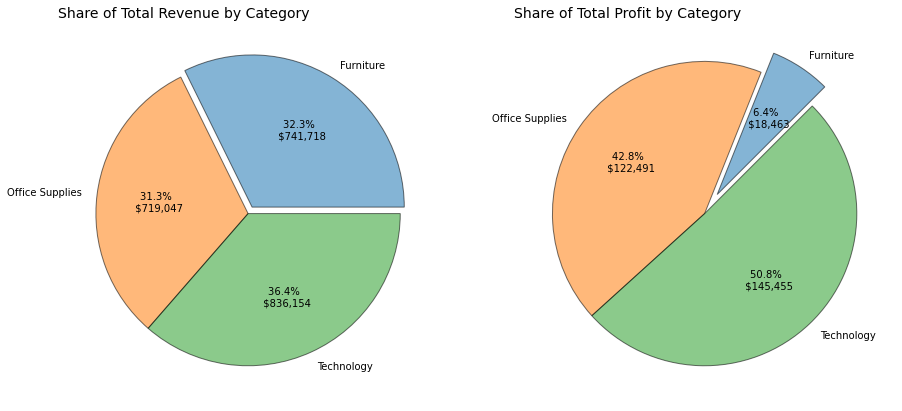 Share of Total Revenue by Category
Furniture
32.3%
$741,718
Office Supplies
31.3%
$719,047
36.4%
$836,154
Technology
Share of Total Profit by Category
Furniture
6.4%
$18,463
Office Supplies
42.8%
$122,491
50.8%
$145,455
Technology